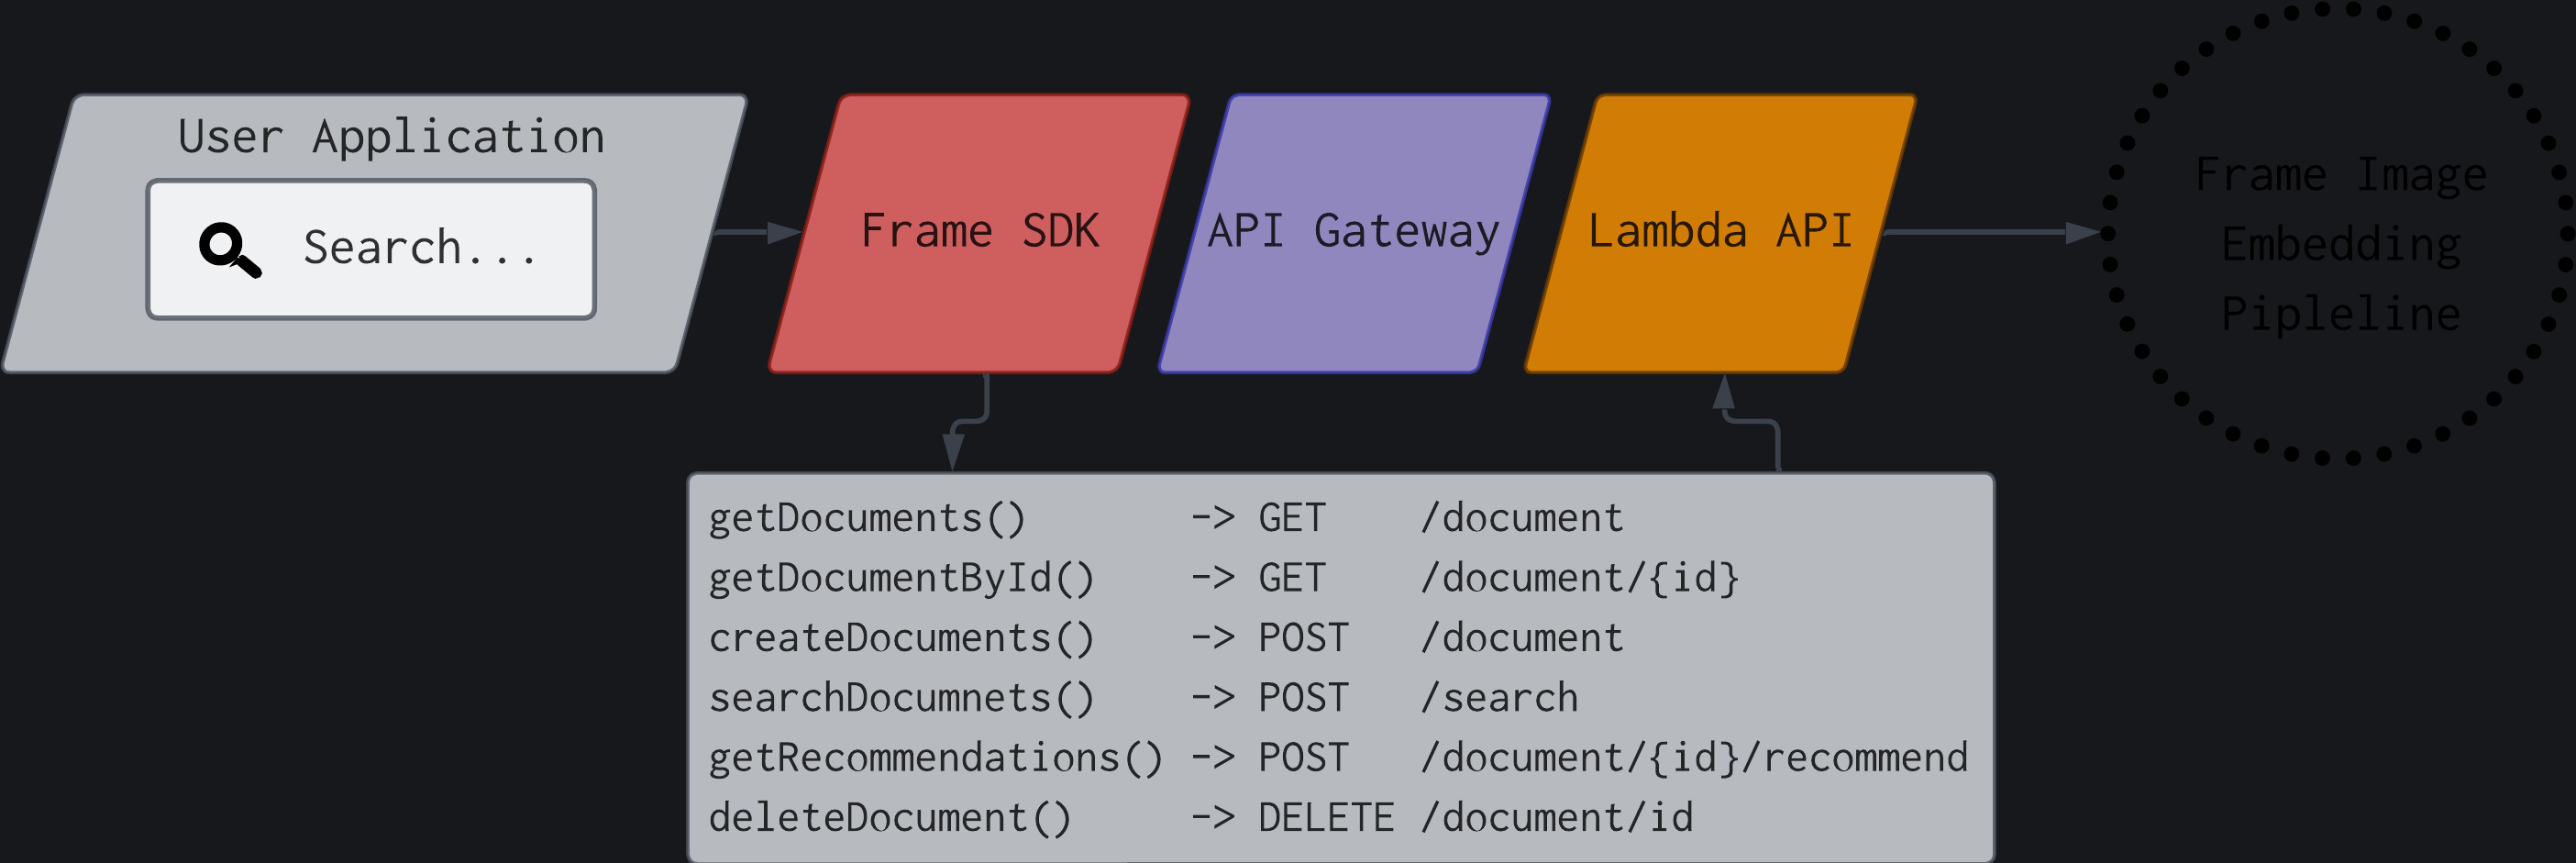 User Application
Search...
Frame SDK
API Gateway
Lambda API
Frame Image
Embedding
Pipleline
getDocuments() -> GET /document
getDocumentById() -> GET /document/{id}
createDocuments() -> POST /document
searchDocumnets() -> POST /search
getRecommendations() -> POST /document/{id}/recommend
deleteDocument() -> DELETE /document/id